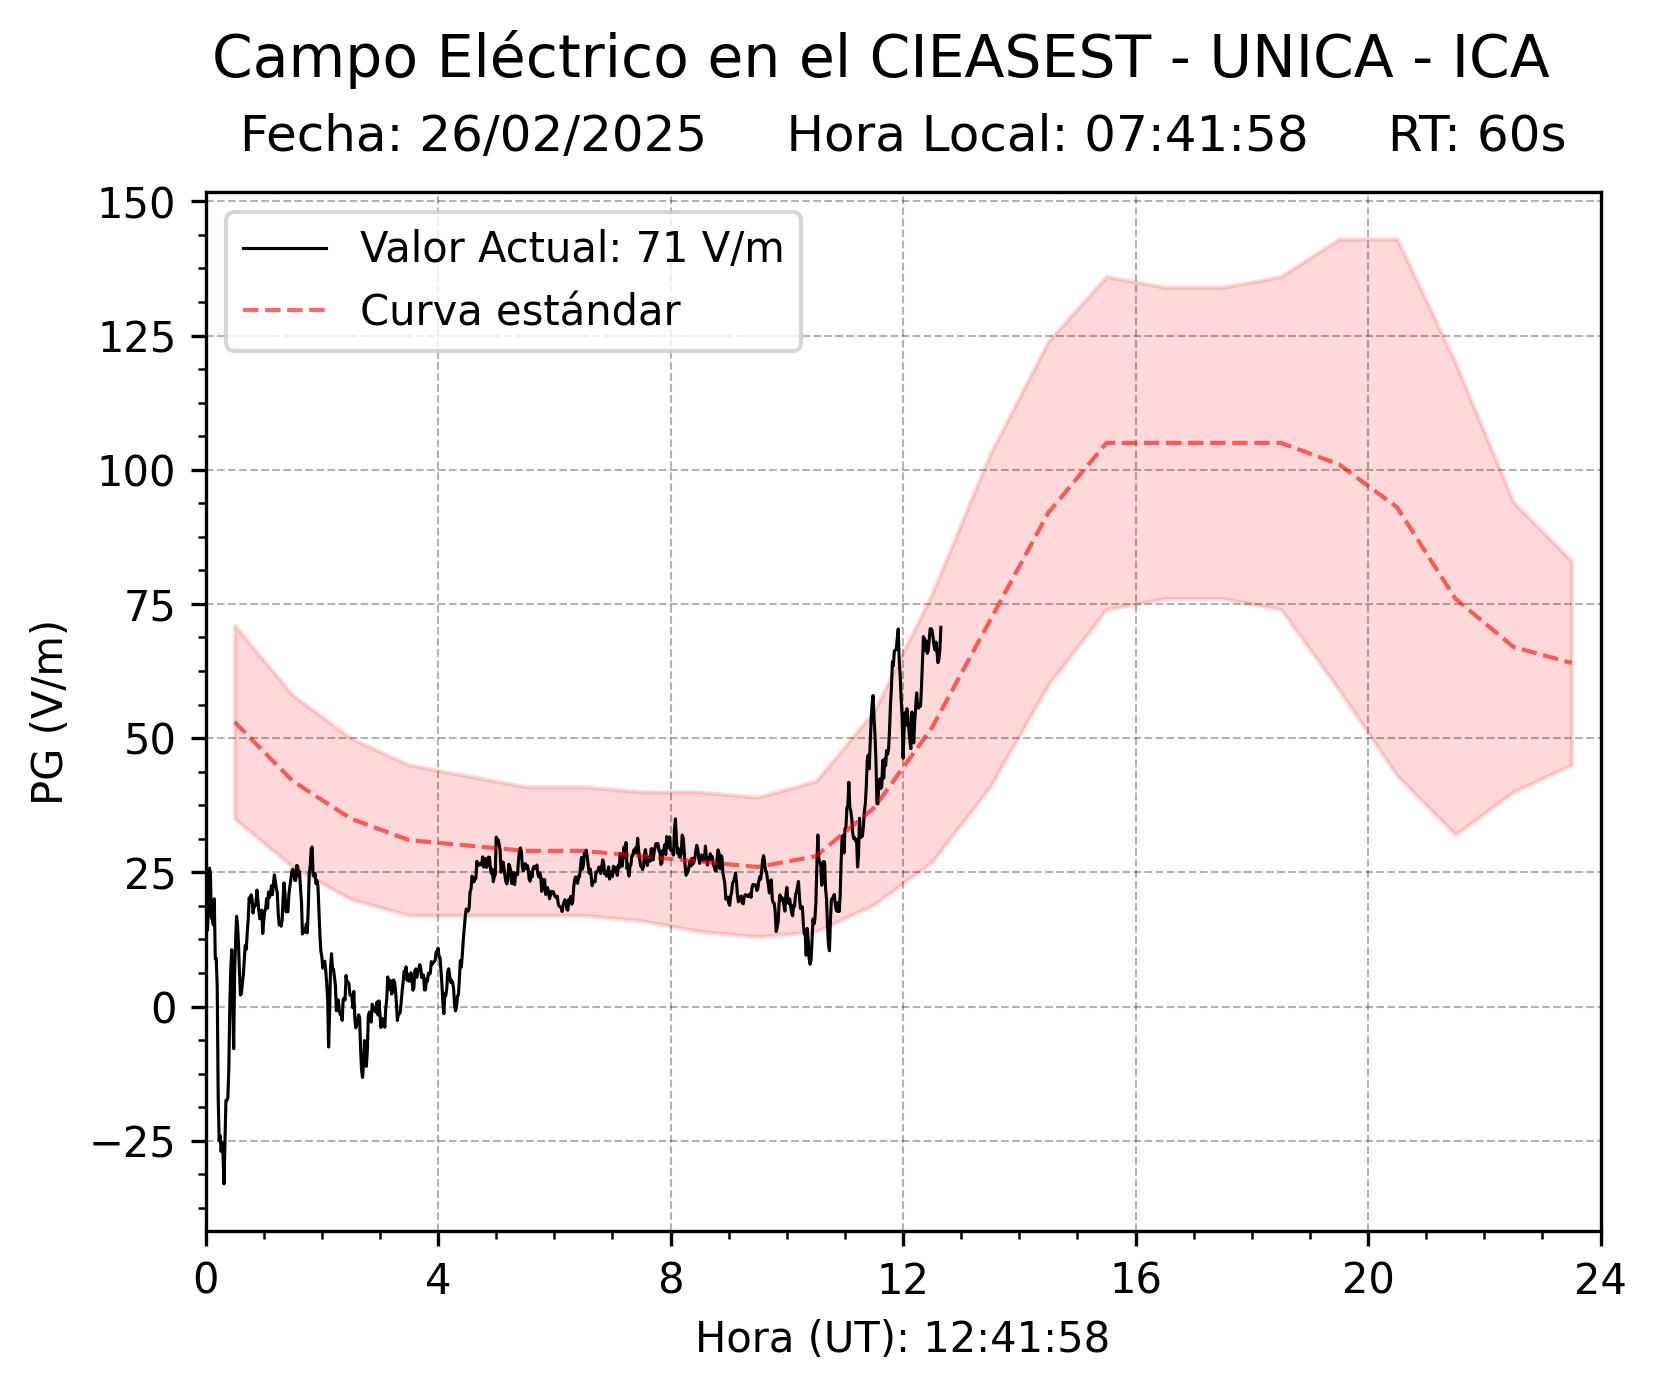 Campo Eléctrico en el CIEASEST - UNICA - ICA
Fecha: 26/02/2025 Hora Local: 07:41:58 RT: 60s
Valor Actual: 71 V/m
Curva estándar
150
125
100
75
50
25
0
−25
PG (V/m)
0 4 8 12 16 20 24
Hora (UT): 12:41:58